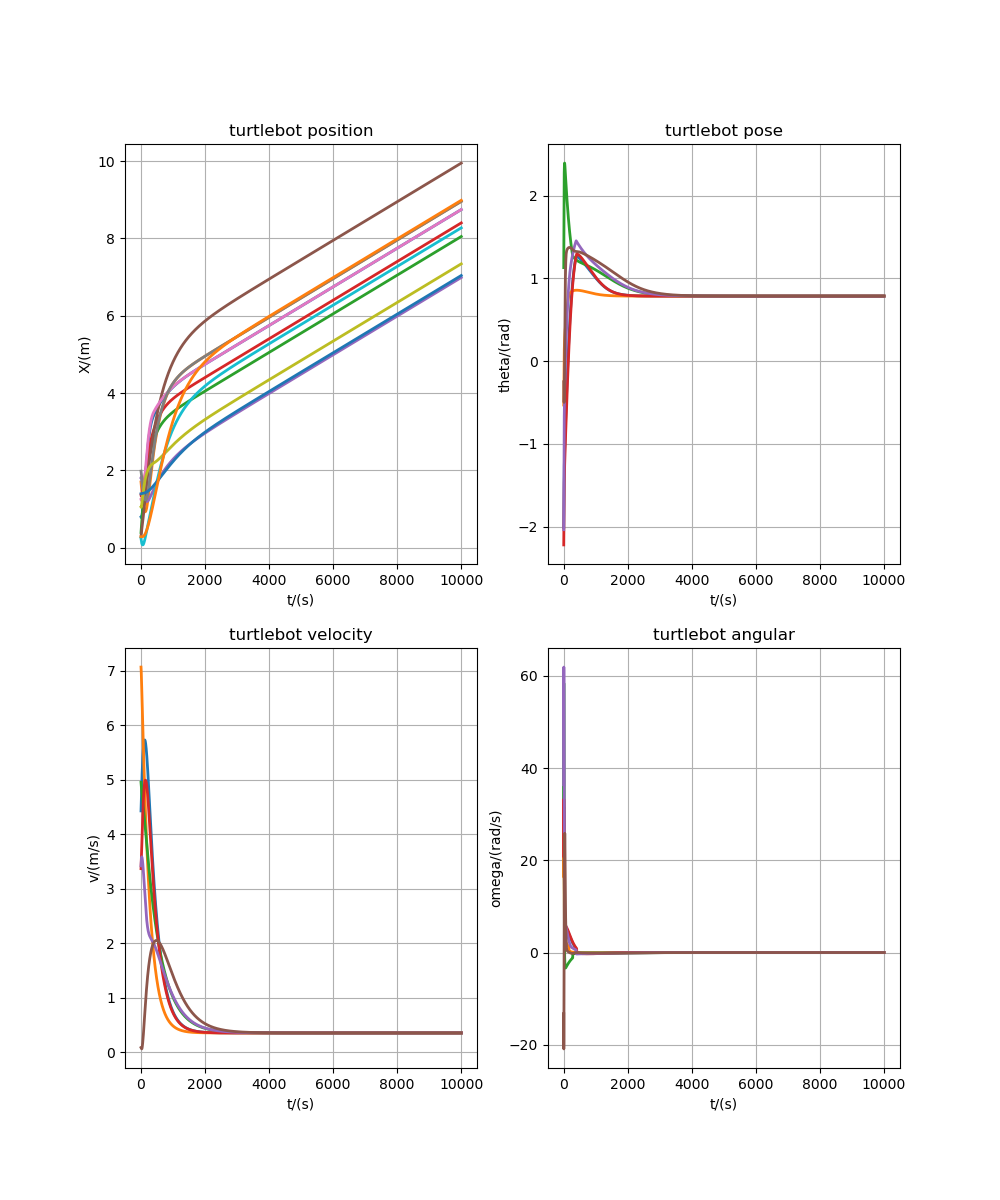 turtlebot position
turtlebot pose
10
8
6
4
2
0
X/(m)
0 2000 4000 6000 8000 10000
t/(s)
2
1
0
−1
−2
theta/(rad)
0 2000 4000 6000 8000 10000
t/(s)
turtlebot velocity
turtlebot angular
7
6
5
4
3
2
1
0
v/(m/s)
0 2000 4000 6000 8000 10000
t/(s)
60
40
20
0
−20
omega/(rad/s)
0 2000 4000 6000 8000 10000
t/(s)